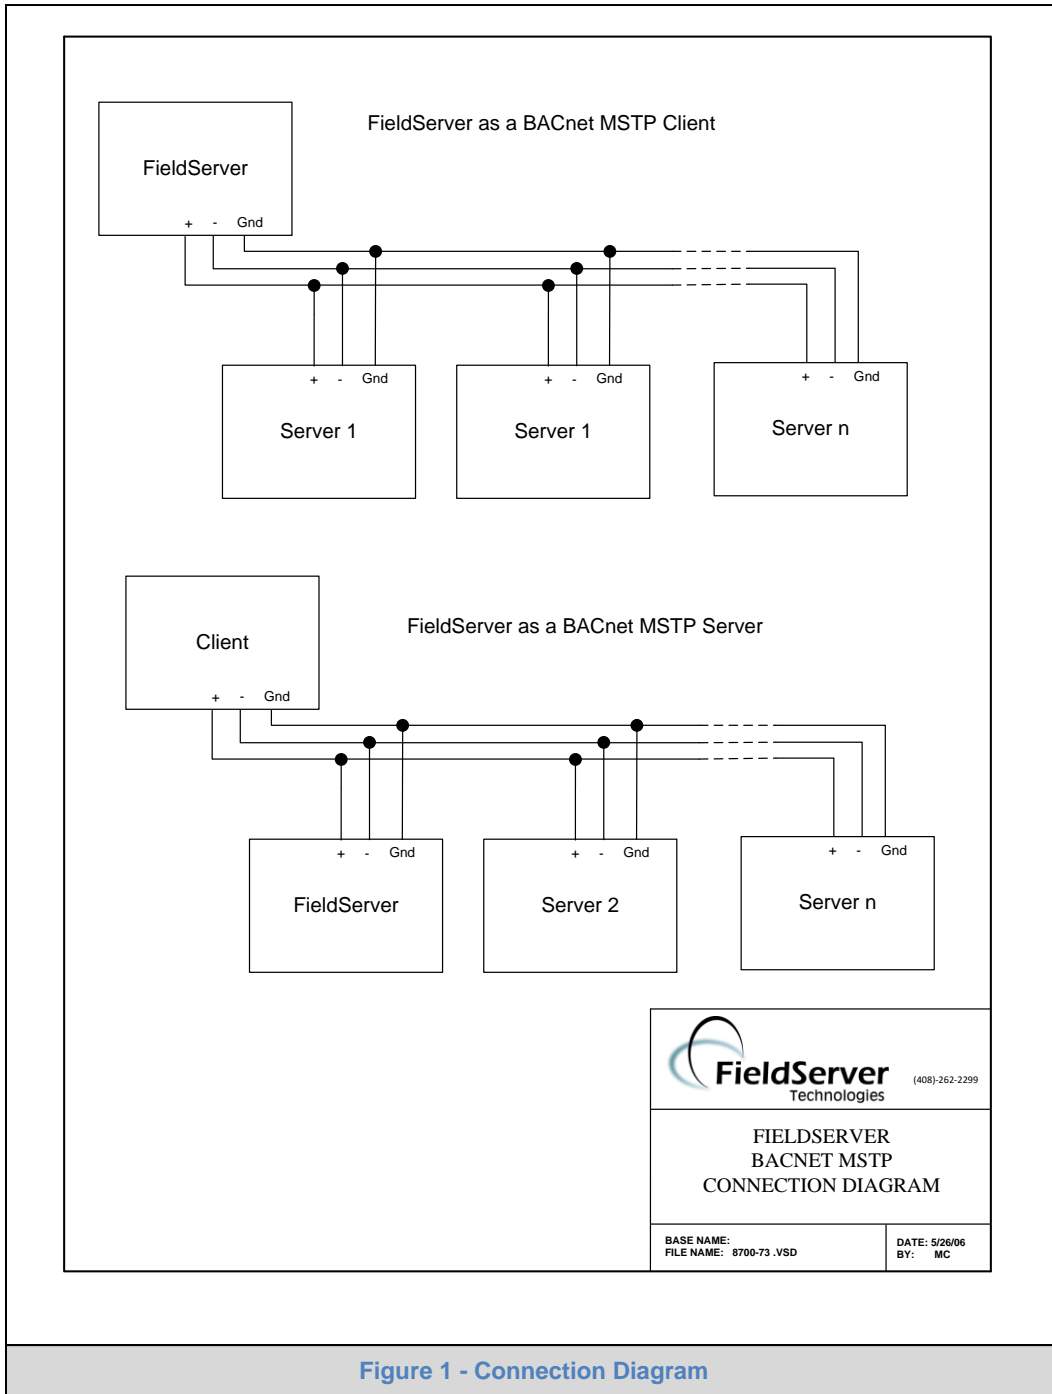 FieldServer as a BACnet MSTP Client
FieldServer
+ - Gnd
+ - Gnd
+ - Gnd
+ - Gnd
Server 1
Server 1
Server n
FieldServer as a BACnet MSTP Server
Client
+ - Gnd
+ - Gnd
+ - Gnd
+ - Gnd
FieldServer
Server 2
Server n
FieldServer
Technologies
(408)-262-2299
FIELDSERVER
BACNET MSTP
CONNECTION DIAGRAM
BASE NAME:
FILE NAME: 8700-73 .VSD
DATE: 5/26/06
BY: MC
Figure 1 - Connection Diagram